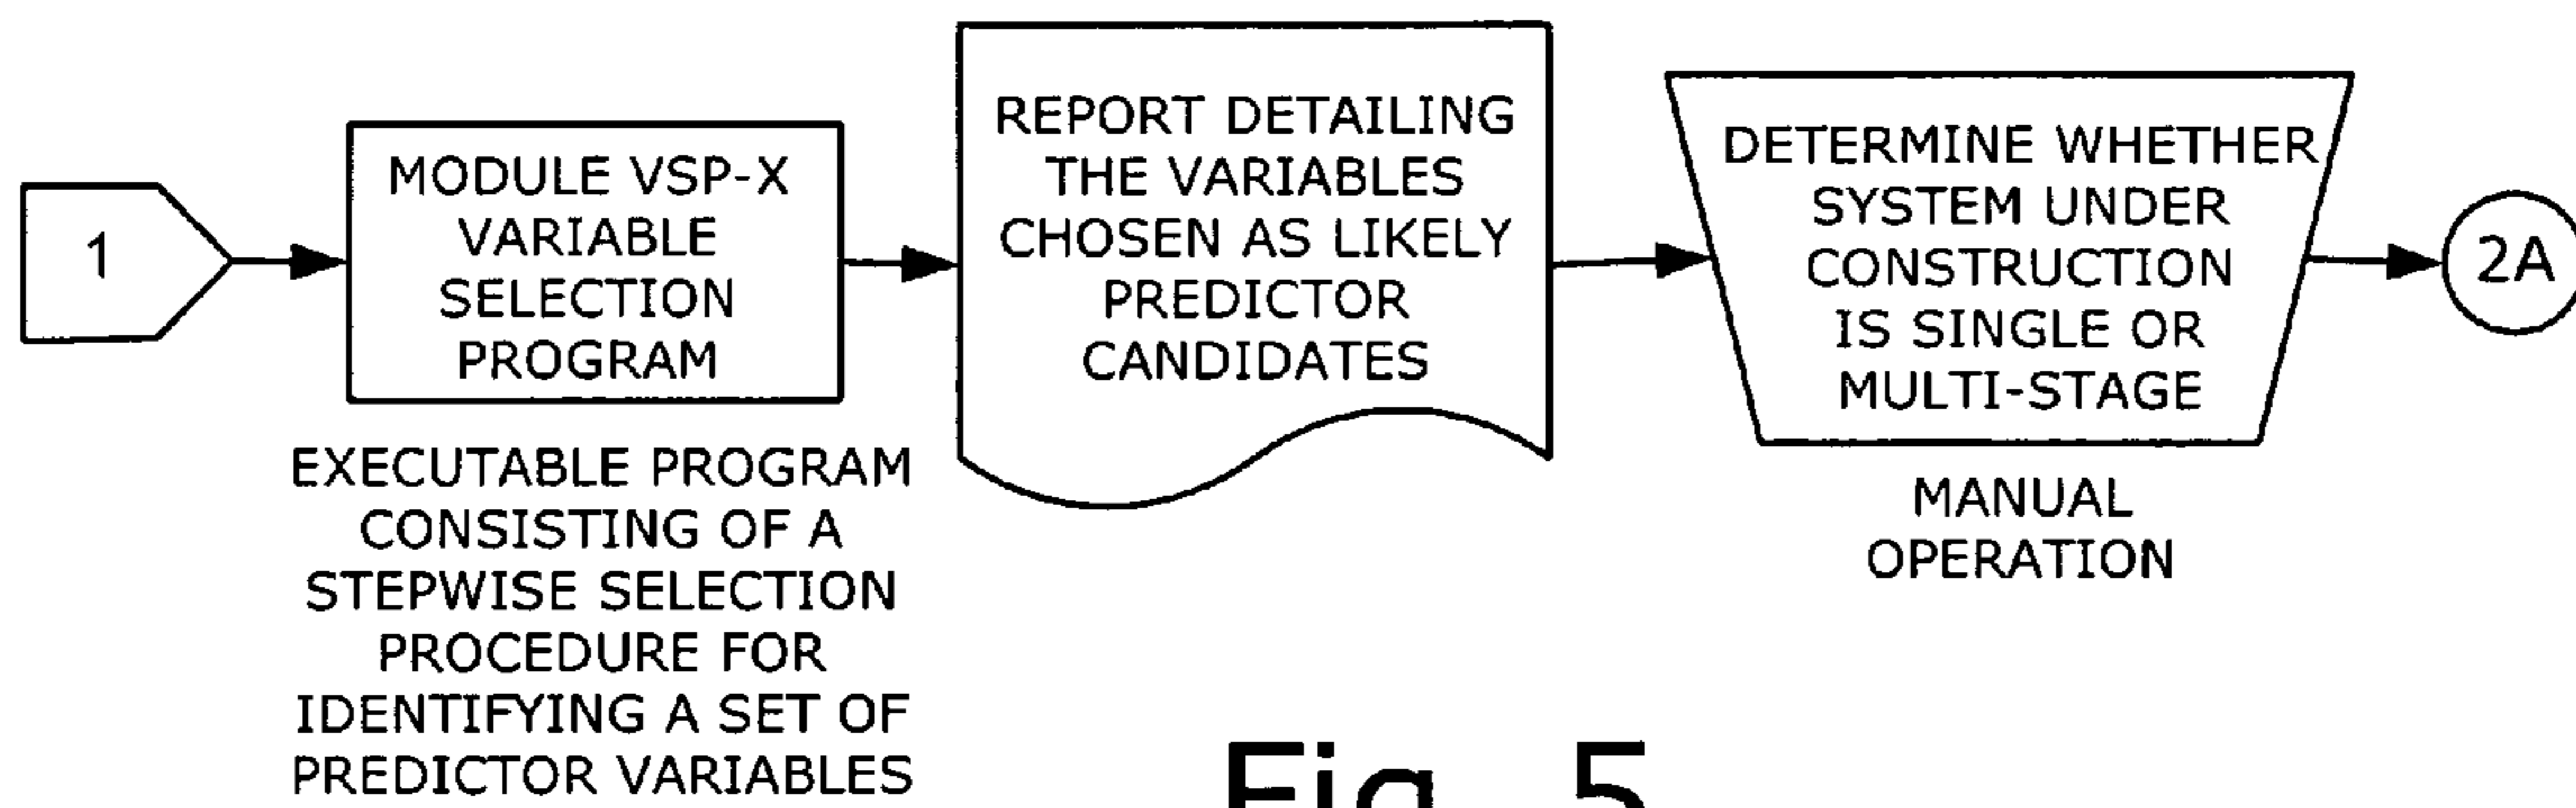 1
MODULE VSP-X
VARIABLE
SELECTION
PROGRAM
EXECUTABLE PROGRAM
CONSISTING OF A
STEPWISE SELECTION
PROCEDURE FOR
IDENTIFYING A SET OF
PREDICTOR VARIABLES
REPORT DETAILING
THE VARIABLES
CHOSEN AS LIKELY
PREDICTOR
CANDIDATES
DETERMINE WHETHER
SYSTEM UNDER
CONSTRUCTION
IS SINGLE OR
MULTI-STAGE
MANUAL
OPERATION
2A
Fig. 5